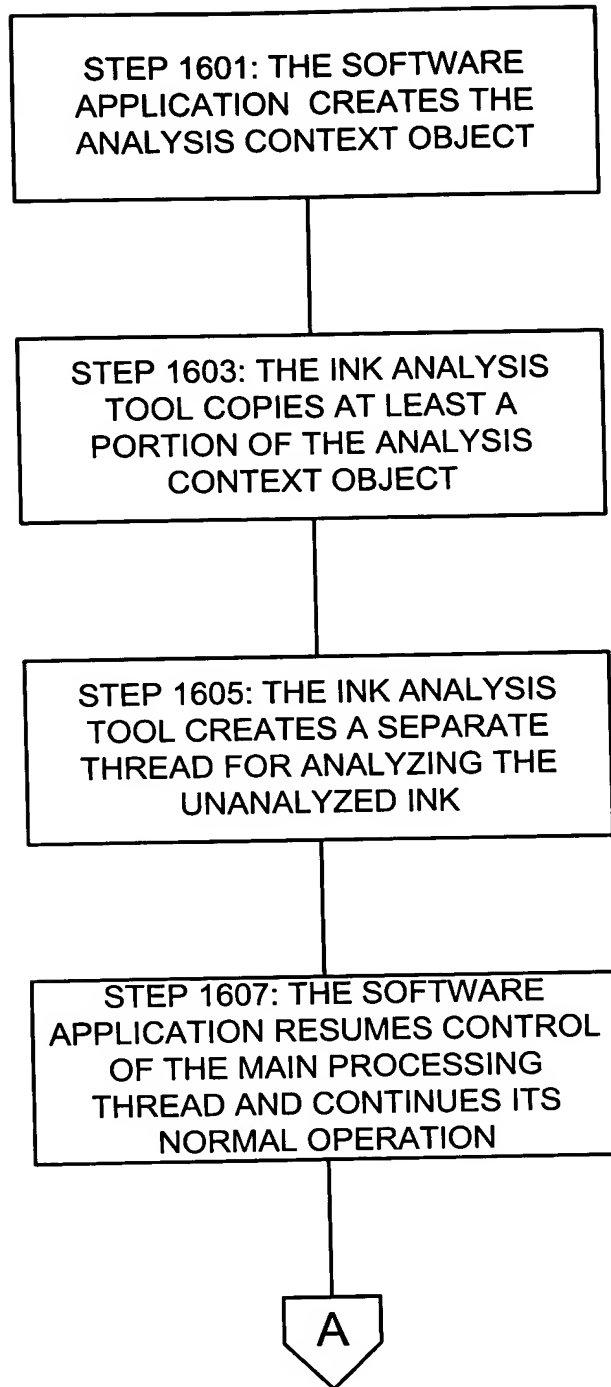 STEP 1601: THE SOFTWARE
APPLICATION CREATES THE
ANALYSIS CONTEXT OBJECT
STEP 1603: THE INK ANALYSIS
TOOL COPIES AT LEAST A
PORTION OF THE ANALYSIS
CONTEXT OBJECT
STEP 1605: THE INK ANALYSIS
TOOL CREATES A SEPARATE
THREAD FOR ANALYZING THE
UNANALYZED INK
STEP 1607: THE SOFTWARE
APPLICATION RESUMES CONTROL
OF THE MAIN PROCESSING
THREAD AND CONTINUES ITS
NORMAL OPERATION
A